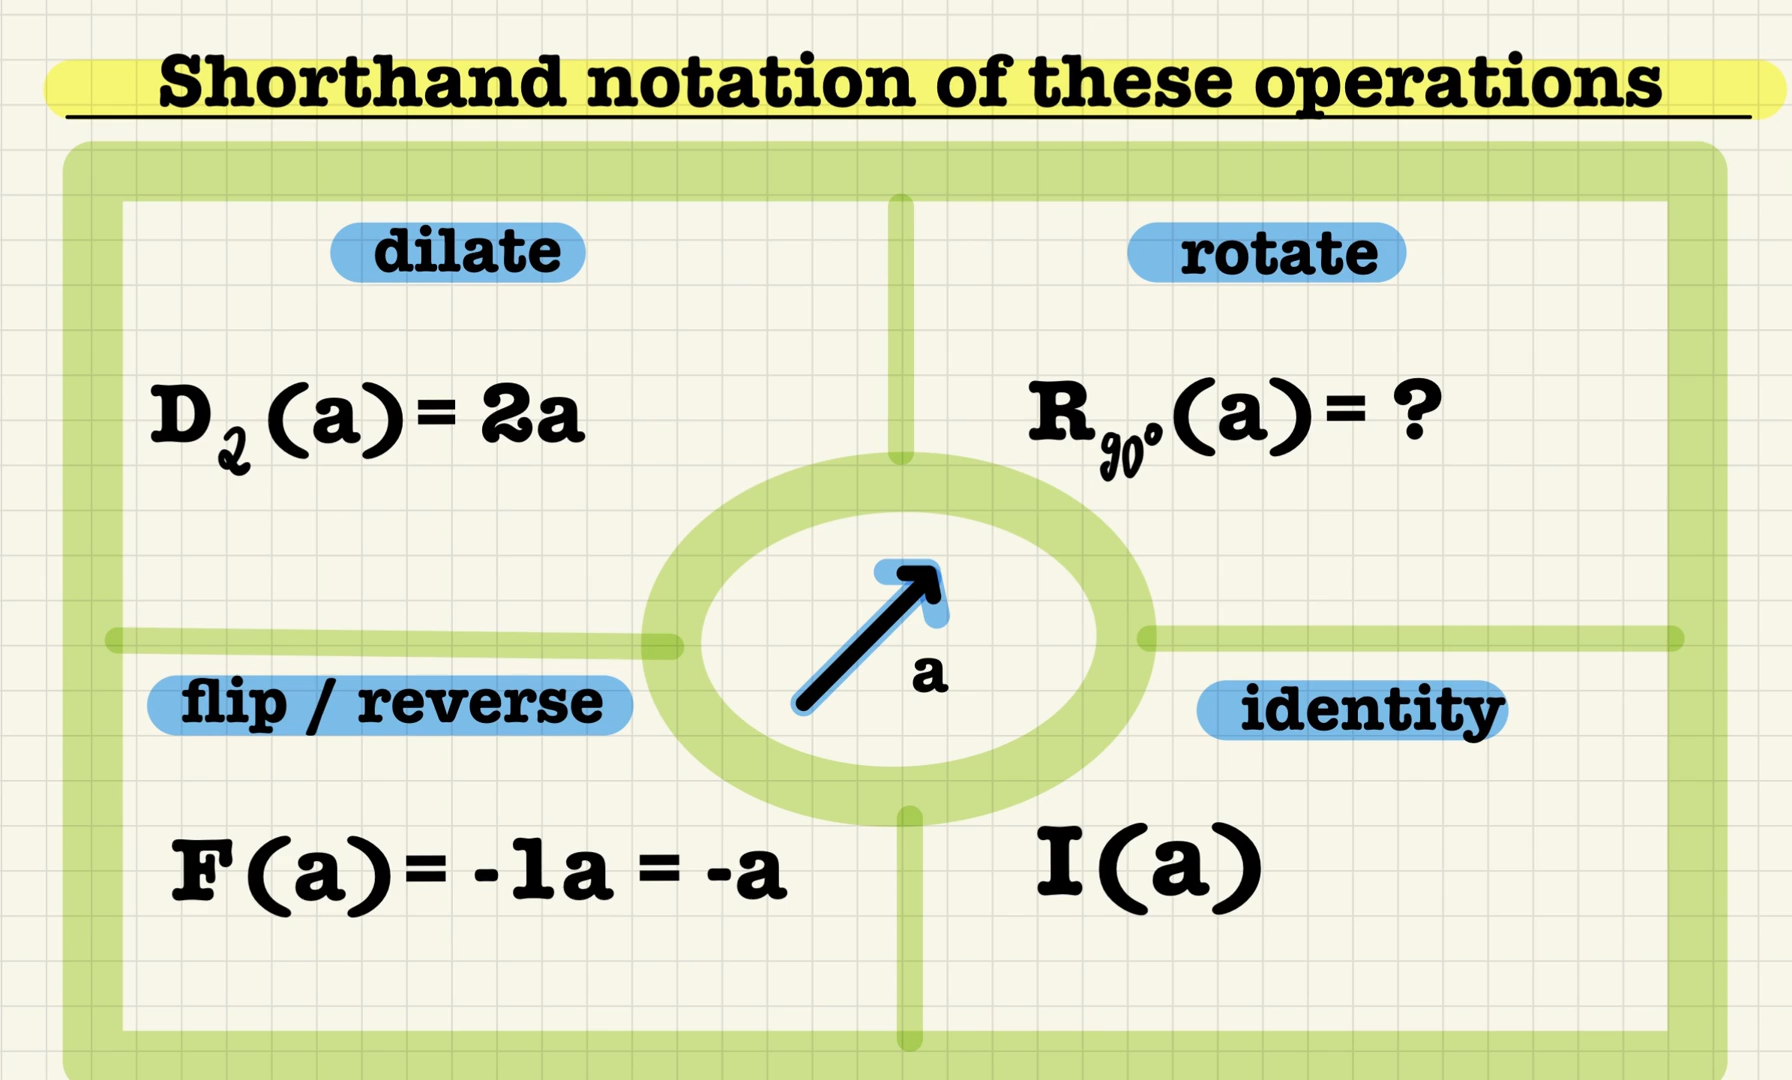 Shorthand notation of these operations
dilate
D₂(a)= 2a
rotate
R₉₀°(a)= ?
a
flip / reverse
F(a)= -1a = -a
identity
I(a)